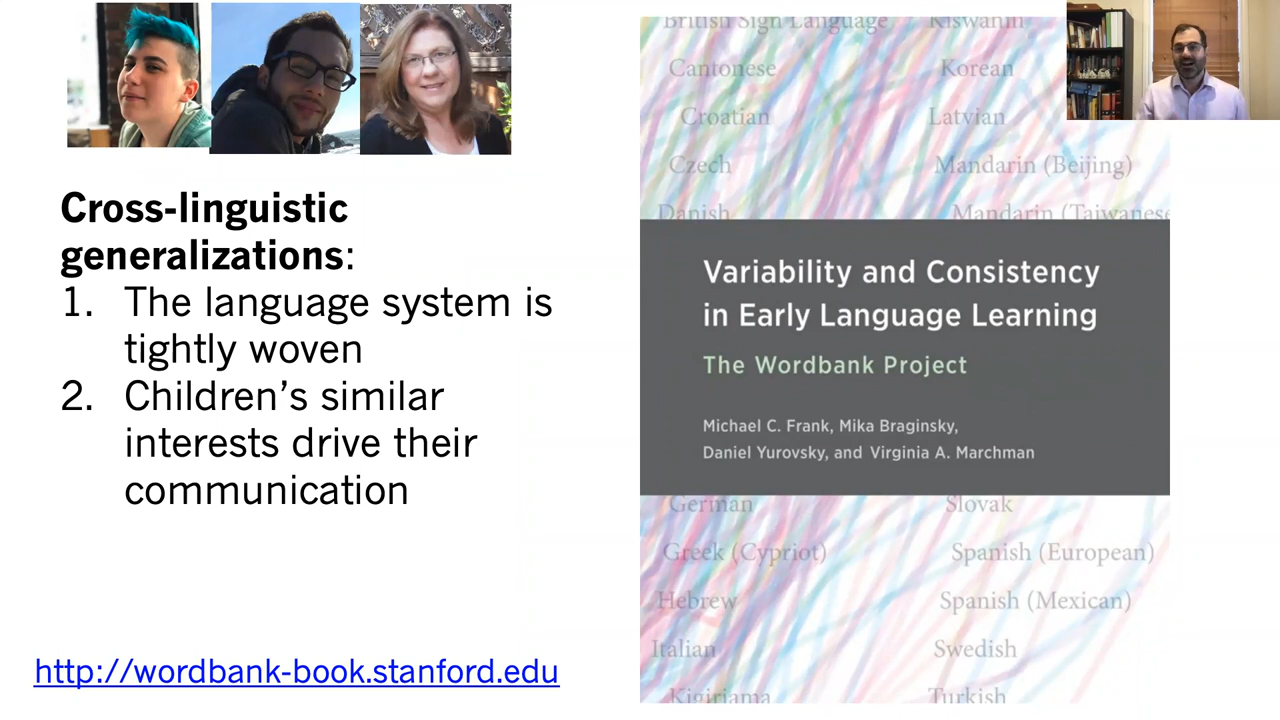 Cross-linguistic
generalizations:
1. The language system is
tightly woven
2. Children’s similar
interests drive their
communication
http://wordbank-book.stanford.edu
British Sign Language Kiswahili
Cantonese Korean
Croatian Latvian
Czech Mandarin (Beijing)
Danish Mandarin (Taiwanese
Variability and Consistency
in Early Language Learning
The Wordbank Project
Michael C. Frank, Mika Braginsky,
Daniel Yurovsky, and Virginia A. Marchman
German Slovak
Greek (Cypriot) Spanish (European)
Hebrew Spanish (Mexican)
Italian Swedish
Kigiriama Turkish